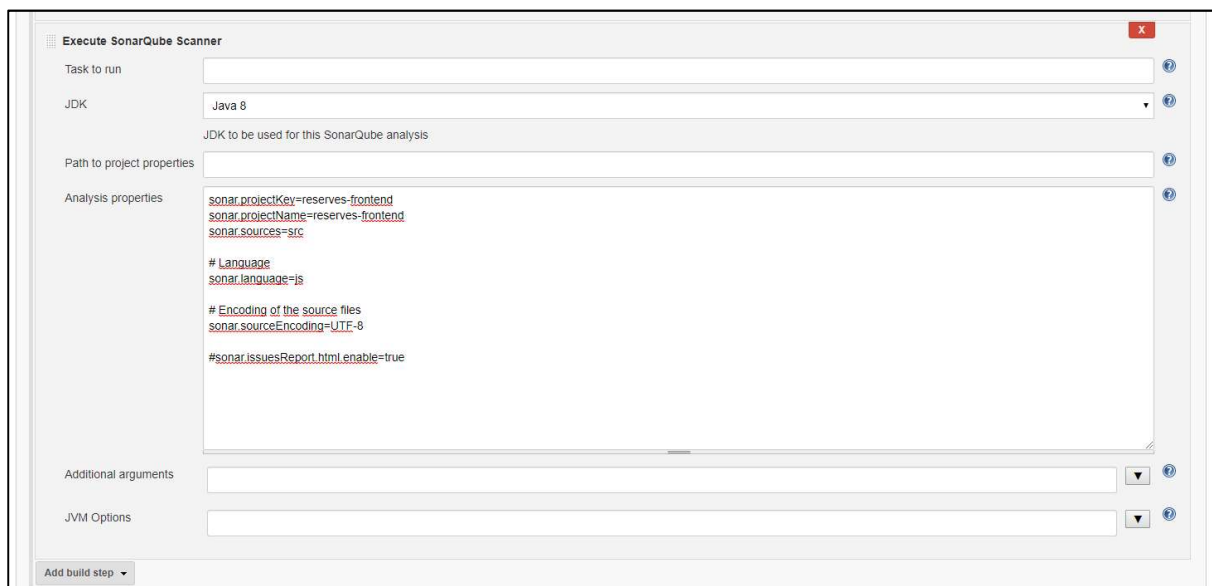 Execute SonarQube Scanner
X
Task to run
JDK
Java 8
JDK to be used for this SonarQube analysis
Path to project properties
Analysis properties
sonar.projectKey=reserves-frontend
sonar.projectName=reserves-frontend
sonar.sources=src
# Language
sonar.language=js
# Encoding of the source files
sonar.sourceEncoding=UTF-8
#sonar.issuesReport.html.enable=true
Additional arguments
JVM Options
Add build step